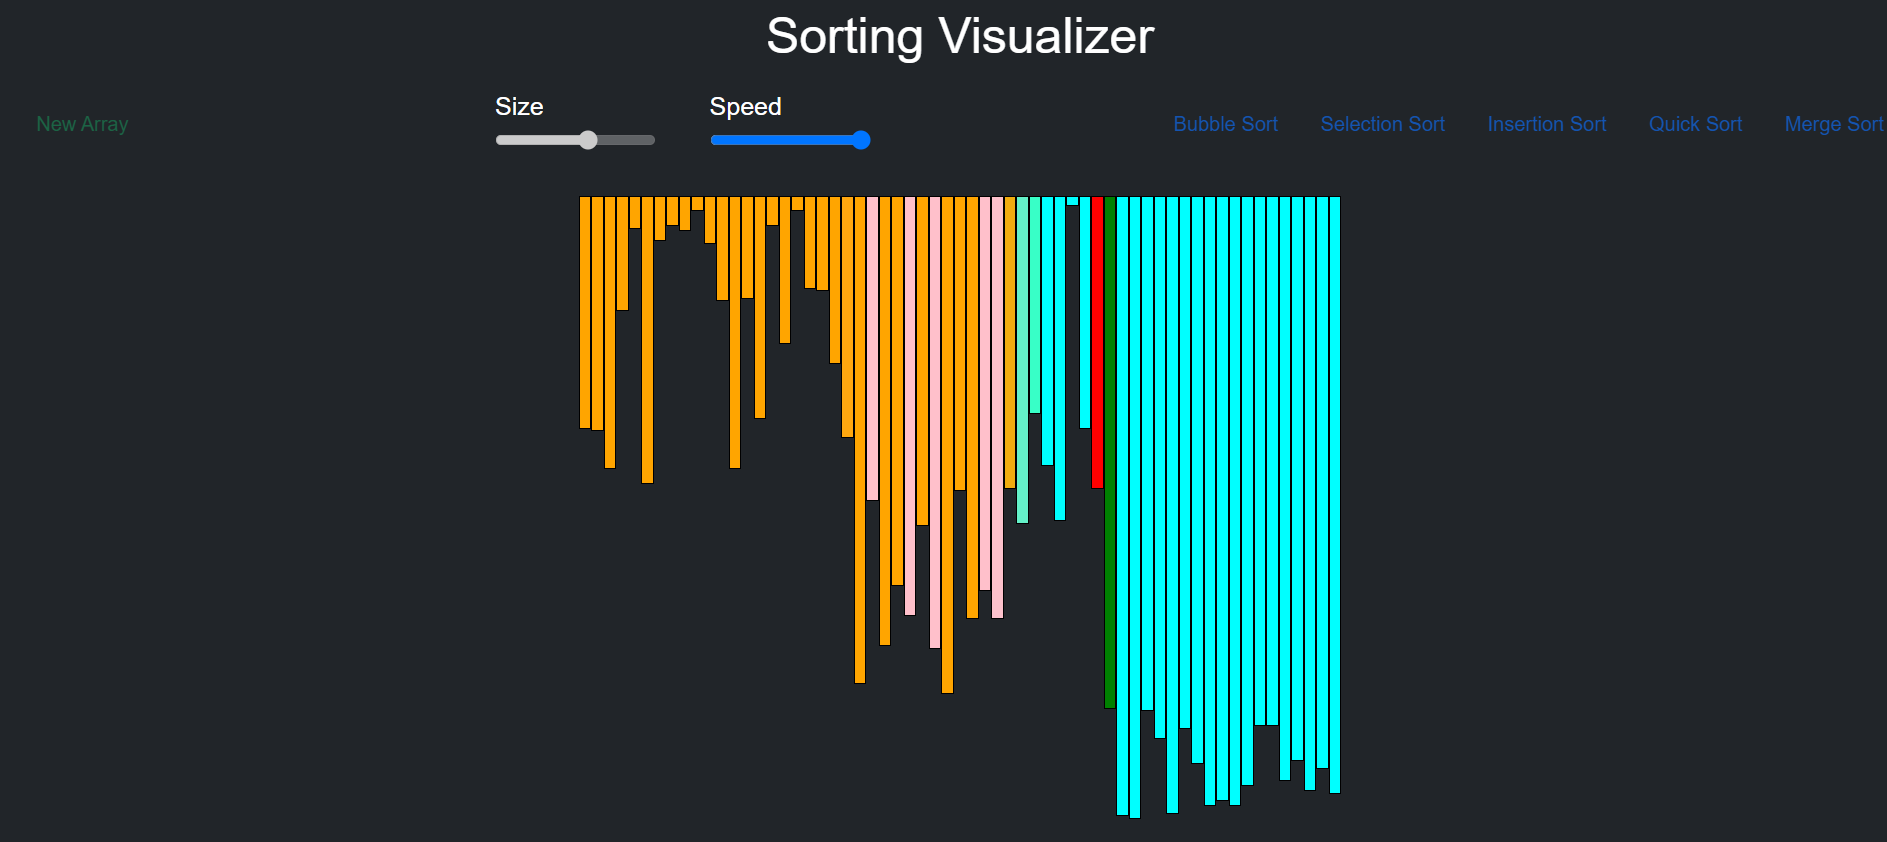 Sorting Visualizer
New Array
Size
Speed
Bubble Sort
Selection Sort
Insertion Sort
Quick Sort
Merge Sort